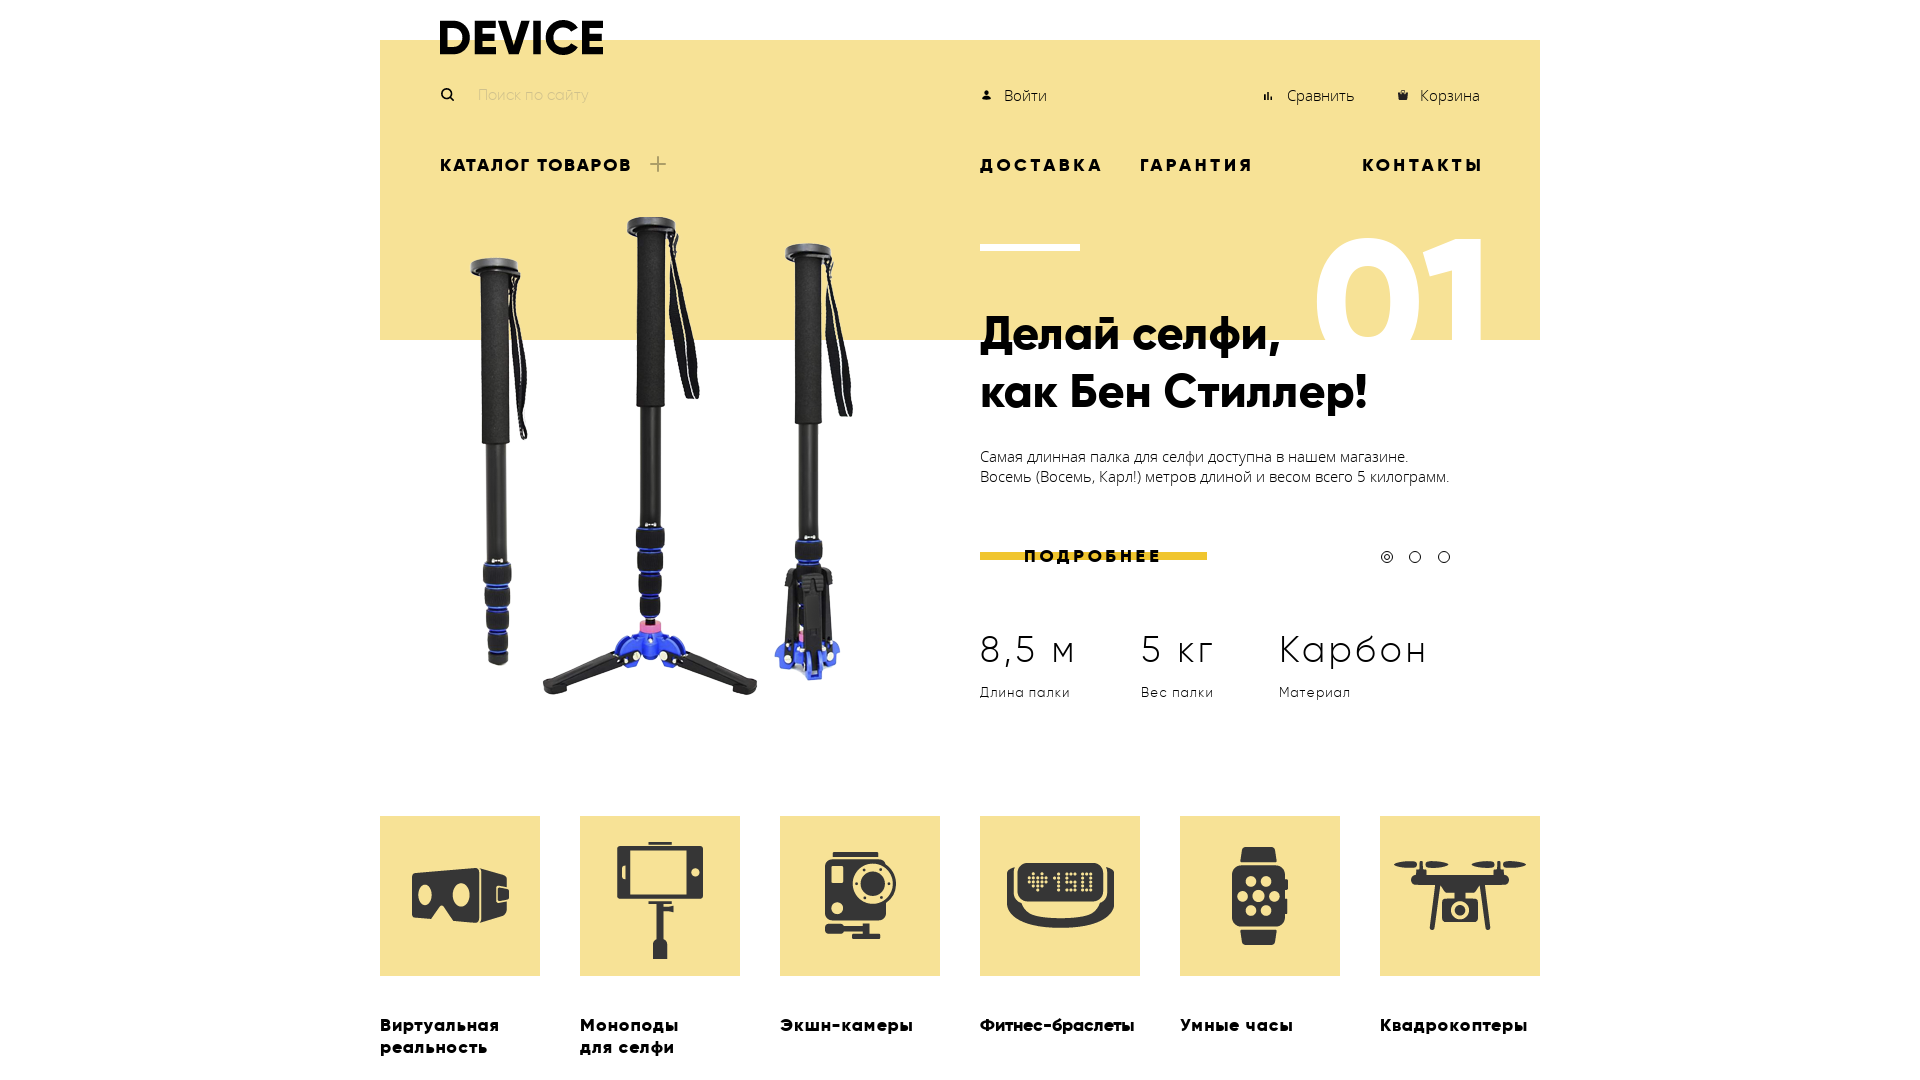 DEVICE
Поиск по сайту
Войти
Сравнить
Корзина
КАТАЛОГ ТОВАРОВ
ДОСТАВКА
ГАРАНТИЯ
КОНТАКТЫ
01
Делай селфи,
как Бен Стиллер!
Самая длинная палка для селфи доступна в нашем магазине.
Восемь (Восемь, Карл!) метров длиной и весом всего 5 килограмм.
ПОДРОБНЕЕ
8,5 м
5 кг
Карбон
Длина палки
Вес палки
Материал
150
Виртуальная
реальность
Моноподы
для селфи
Экшн-камеры
Фитнес-браслеты
Умные часы
Квадрокоптеры